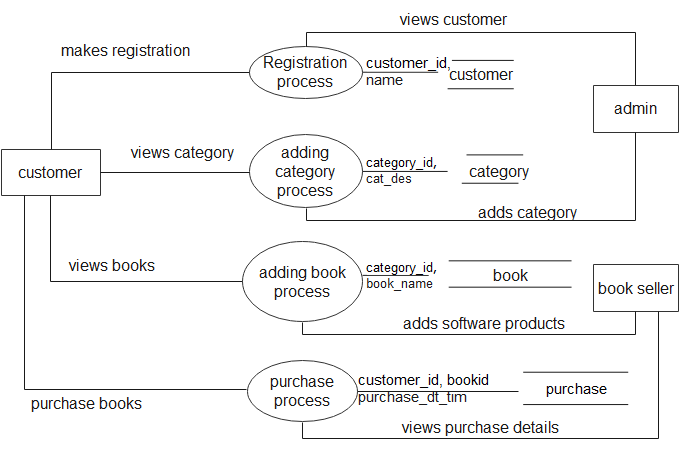 views customer
makes registration
Registration
process
customer_id,
name
customer
admin
customer
views category
adding
category
process
category_id,
cat_des
category
adds category
views books
adding book
process
category_id,
book_name
book
book seller
adds software products
purchase
process
customer_id, bookid
purchase_dt_tim
purchase
purchase books
views purchase details